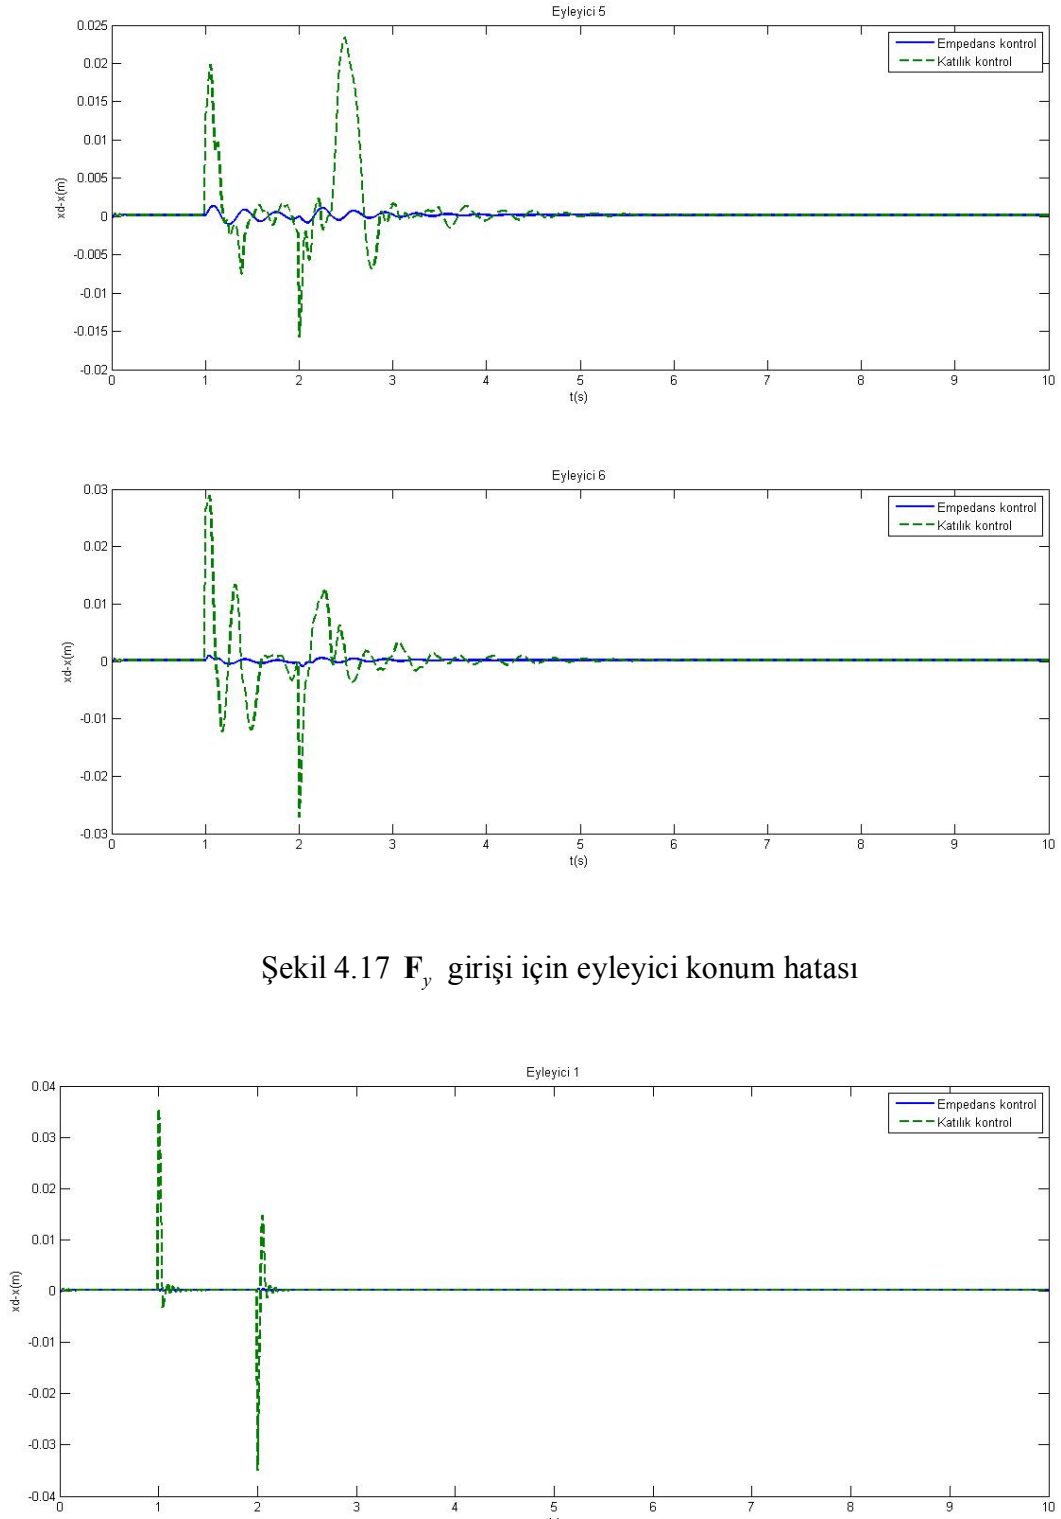 Eyleyici 5
0.025
0.02
0.015
0.01
0.005
0
-0.005
-0.01
-0.015
-0.02
xd-x(m)
Empedans kontrol
Katılık kontrol
0 1 2 3 4 5 6 7 8 9 10
t(s)
Eyleyici 6
0.03
0.02
0.01
0
-0.01
-0.02
-0.03
xd-x(m)
Empedans kontrol
Katılık kontrol
0 1 2 3 4 5 6 7 8 9 10
t(s)
Şekil 4.17 Fy girişi için eyleyici konum hatası
Eyleyici 1
0.04
0.03
0.02
0.01
0
-0.01
-0.02
-0.03
-0.04
xd-x(m)
Empedans kontrol
Katılık kontrol
0 1 2 3 4 5 6 7 8 9 10